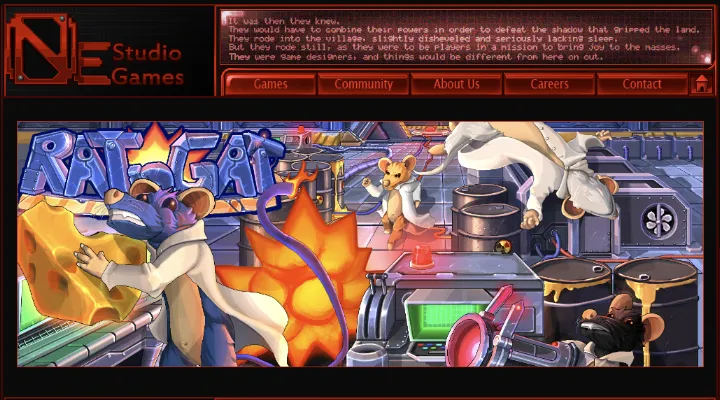 NE Studio
Games
It was then they knew.
They would have to combine their powers in order to defeat the shadow that gripped the land.
They rode into the village, slightly disheveled and seriously lacking sleep.
But they rode still, as they were to be players in a mission to bring joy to the masses.
They were game designers, and things would be different from here on out.
Games Community About Us Careers Contact
RAT GAT